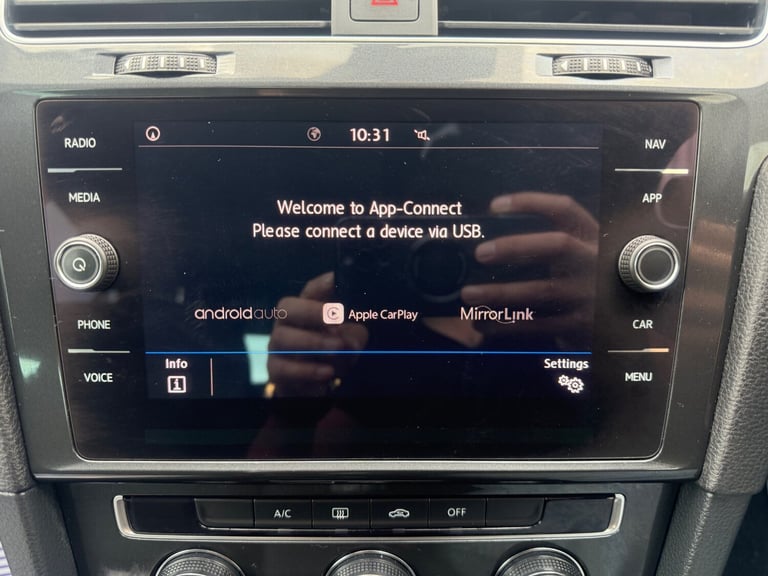 10:31
RADIO
NAV
MEDIA
APP
Welcome to App-Connect
Please connect a device via USB.
androidauto
Apple CarPlay
MirrorLink
PHONE
CAR
Info
Settings
VOICE
MENU
A/C
OFF